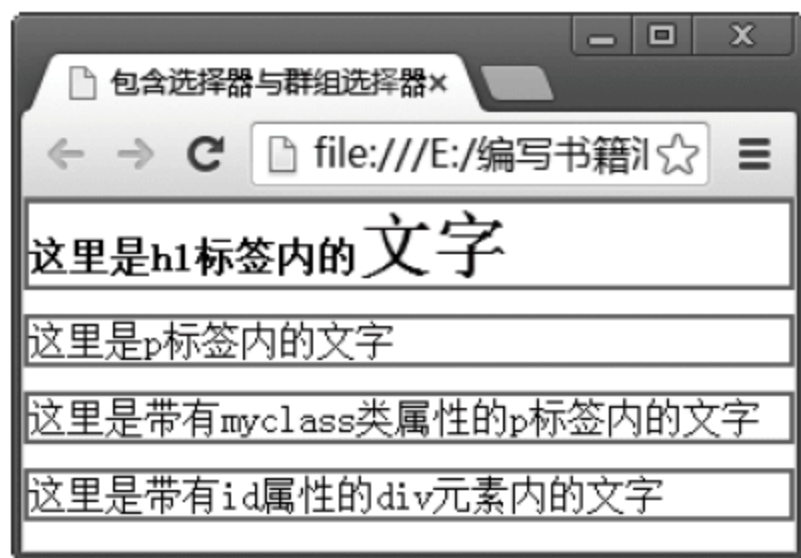 包含选择器与群组选择器
file:///E:/编写书籍
这里是h1标签内的文字
这里是p标签内的文字
这里是带有myclass类属性的p标签内的文字
这里是带有id属性的div元素内的文字